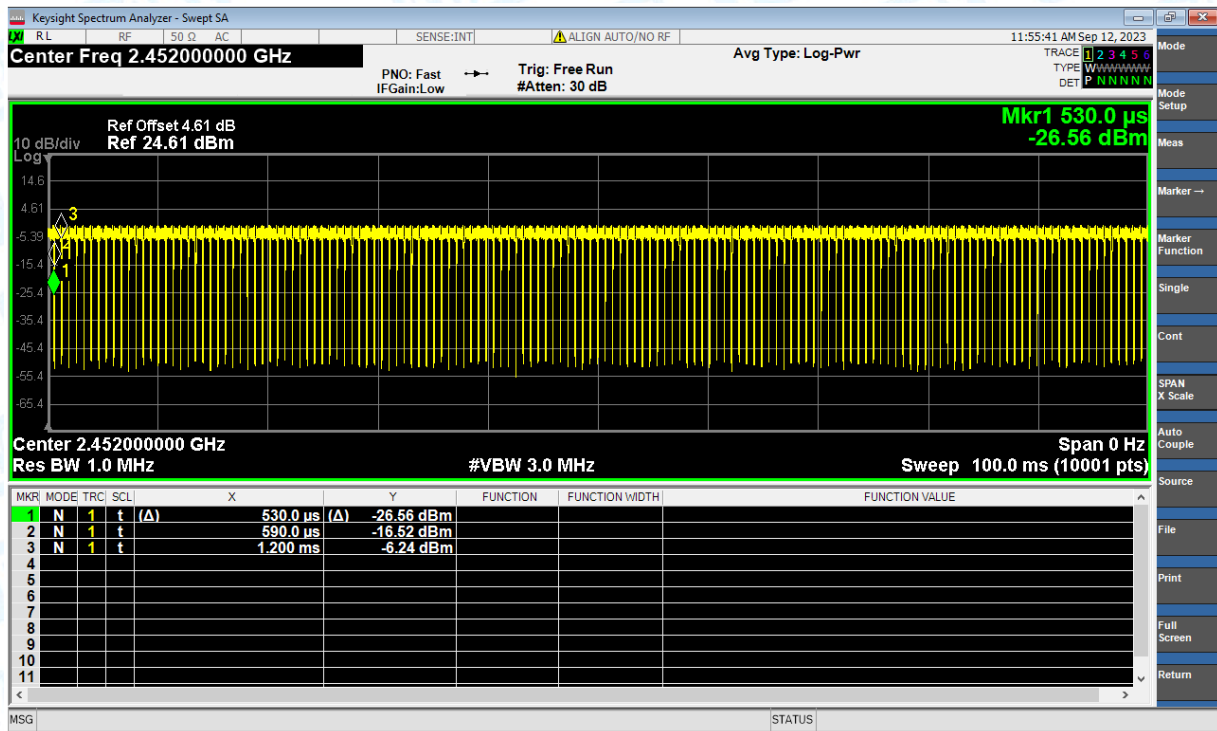 Keysight Spectrum Analyzer - Swept SA
LXI RL RF 50 Ω AC SENSE:INT ALIGN AUTO/NO RF 11:55:41 AM Sep 12, 2023
Center Freq 2.452000000 GHz
PNO: Fast
IFGain:Low
Trig: Free Run
#Atten: 30 dB
Avg Type: Log-Pwr
TRACE 1 2 3 4 5 6
TYPE WWWWWW
DET P N N N N N
Mkr1 530.0 µs
-26.56 dBm
Ref Offset 4.61 dB
10 dB/div Ref 24.61 dBm
Log
14.6
4.61
-5.39
-15.4
-25.4
-35.4
-45.4
-55.4
-65.4
3
2
1
Center 2.452000000 GHz Span 0 Hz
Res BW 1.0 MHz #VBW 3.0 MHz Sweep 100.0 ms (10001 pts)
MKR MODE TRC SCL X Y FUNCTION FUNCTION WIDTH FUNCTION VALUE
1 N 1 t (Δ) 530.0 µs (Δ) -26.56 dBm
2 N 1 t 590.0 µs -16.52 dBm
3 N 1 t 1.200 ms -6.24 dBm
4
5
6
7
8
9
10
11
MSG STATUS
Mode
Mode
Setup
Meas
Marker →
Marker
Function
Single
Cont
SPAN
X Scale
Auto
Couple
Source
File
Print
Full
Screen
Return